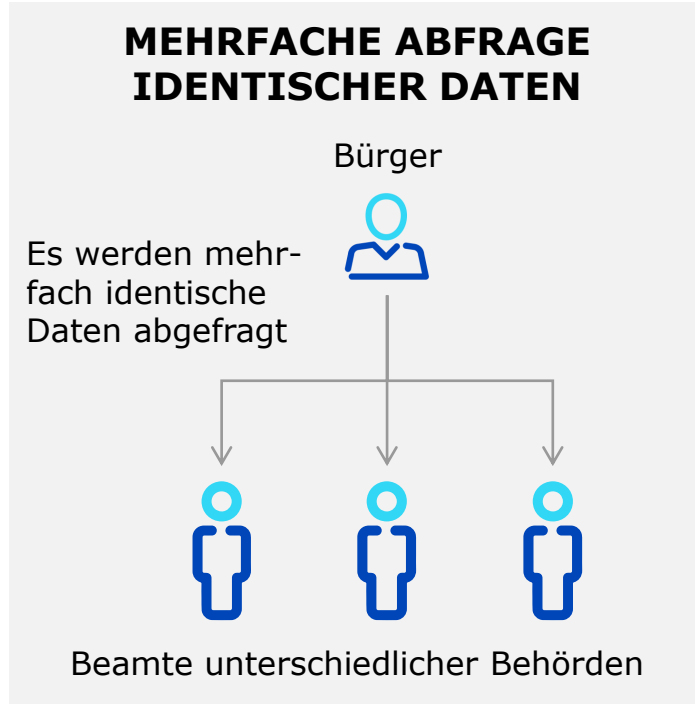 MEHRFACHE ABFRAGE
IDENTISCHER DATEN
Bürger
Es werden mehr-
fach identische
Daten abgefragt
Beamte unterschiedlicher Behörden